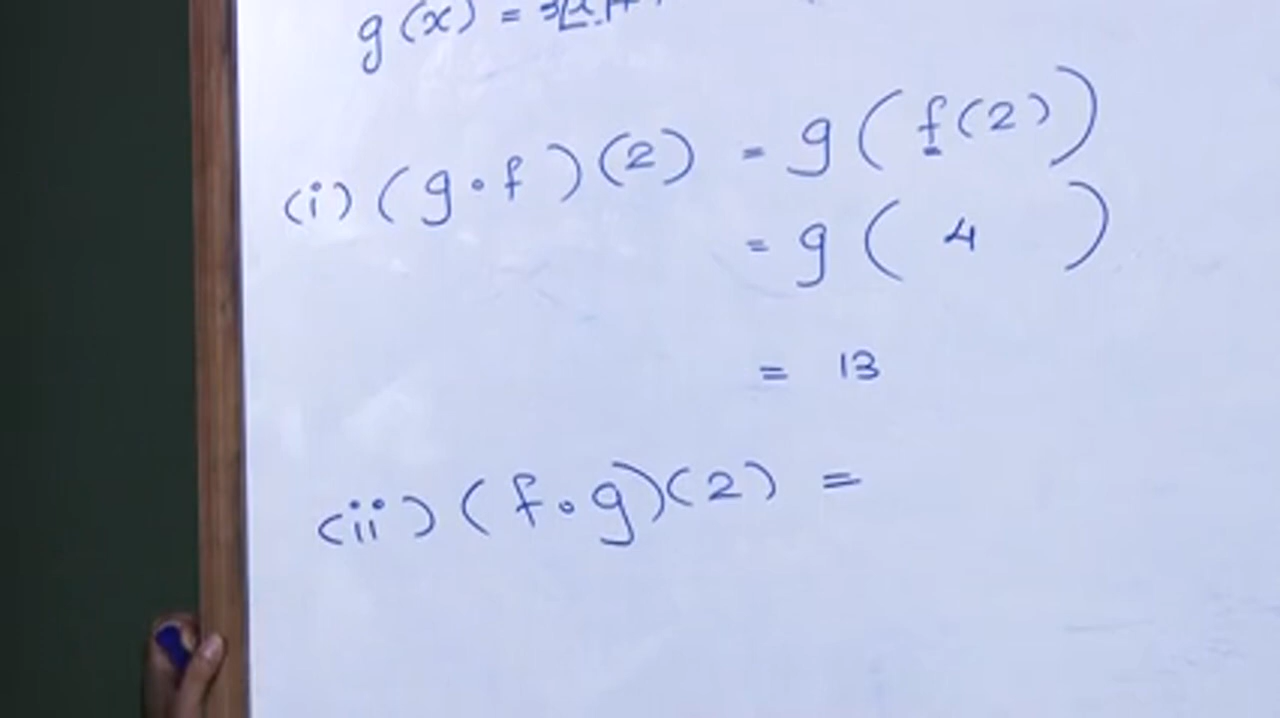 g(x) =
(i) (g∘f)(2) = g(f(2))
= g( 4 )
= 13
(ii) (f∘g)(2) =